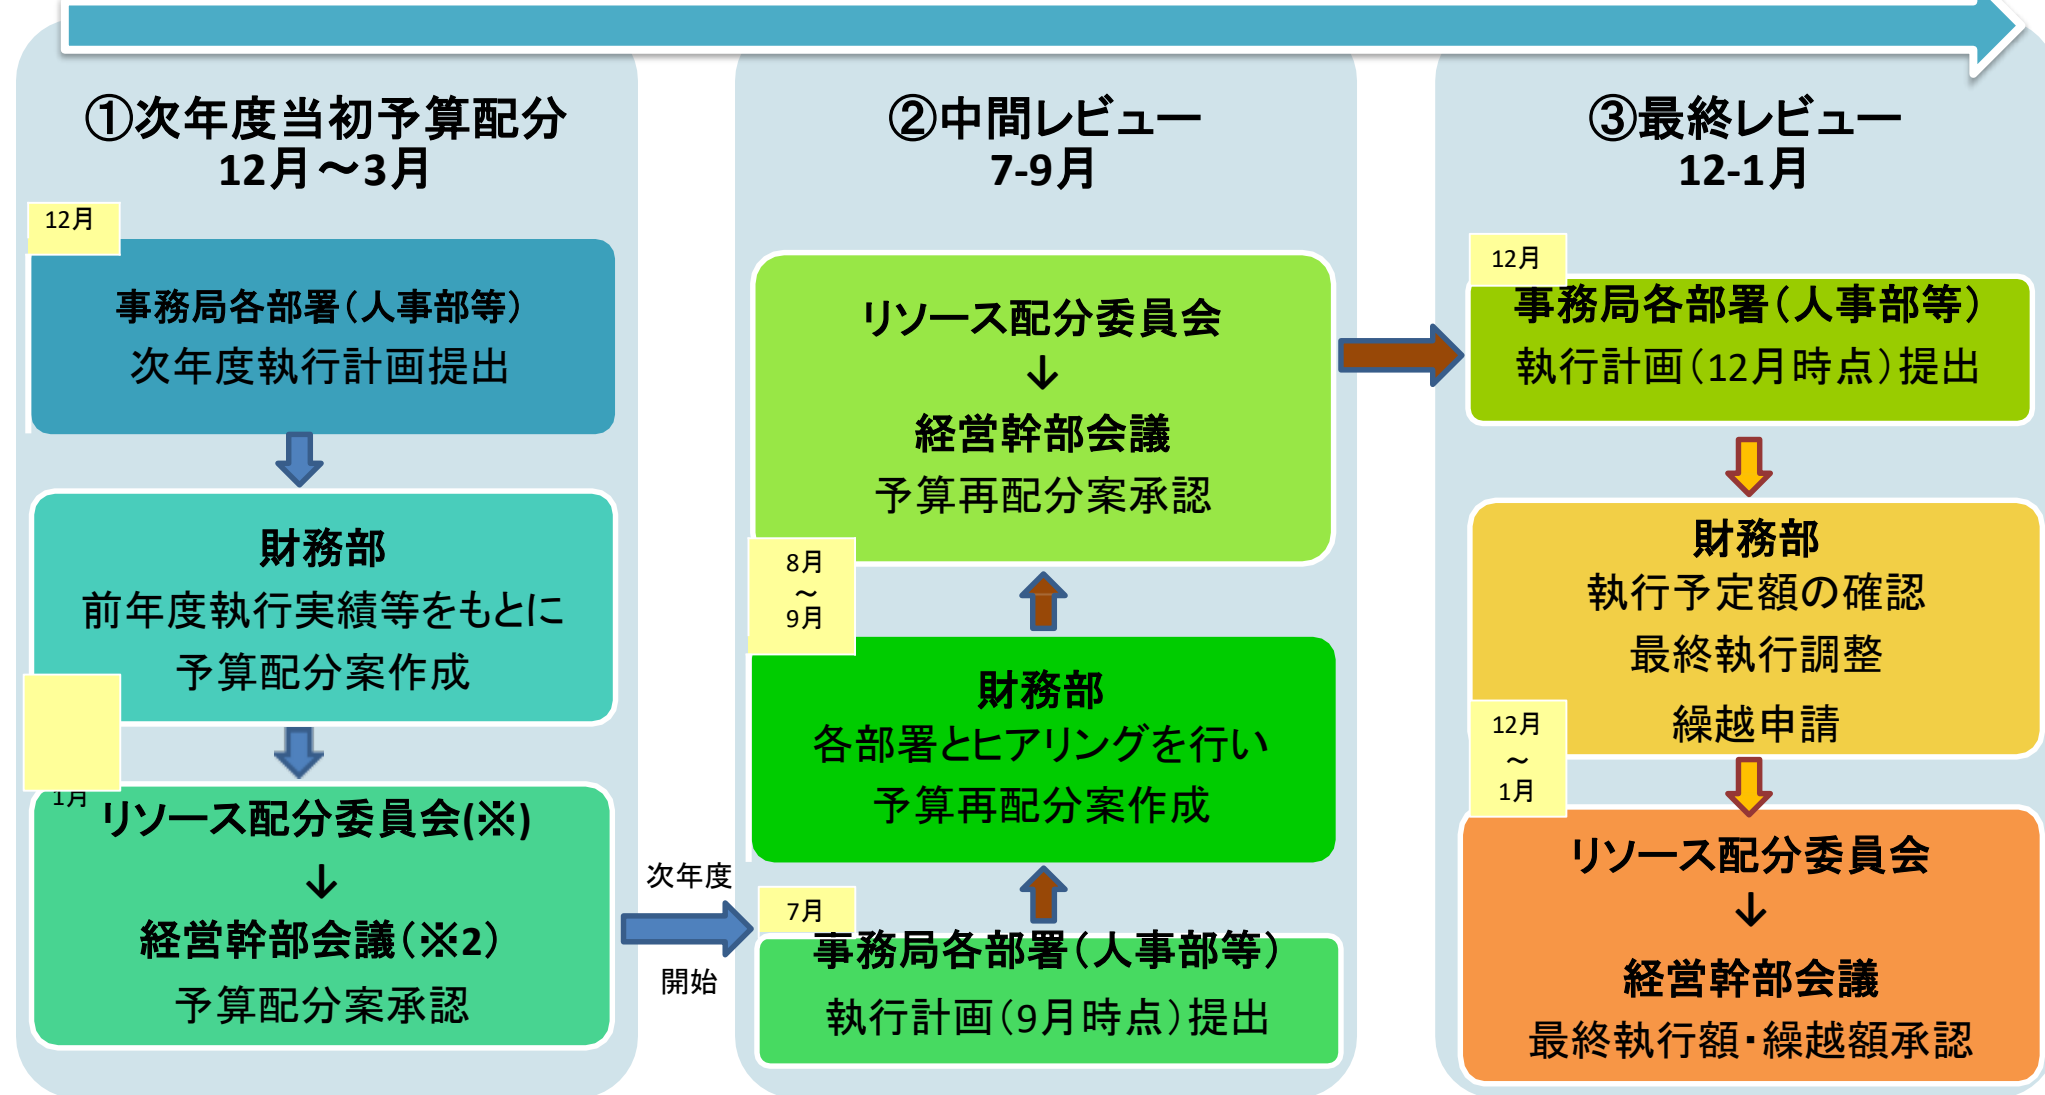 ①次年度当初予算配分
12月～3月
12月
事務局各部署（人事部等）
次年度執行計画提出
財務部
前年度執行実績等をもとに
予算配分案作成
1月
リソース配分委員会(※)
↓
経営幹部会議（※2）
予算配分案承認
次年度
開始
②中間レビュー
7-9月
リソース配分委員会
↓
経営幹部会議
予算再配分案承認
8月
～
9月
財務部
各部署とヒアリングを行い
予算再配分案作成
7月
事務局各部署（人事部等）
執行計画（9月時点）提出
③最終レビュー
12-1月
12月
事務局各部署（人事部等）
執行計画（12月時点）提出
財務部
執行予定額の確認
最終執行調整
繰越申請
12月
～
1月
リソース配分委員会
↓
経営幹部会議
最終執行額・繰越額承認